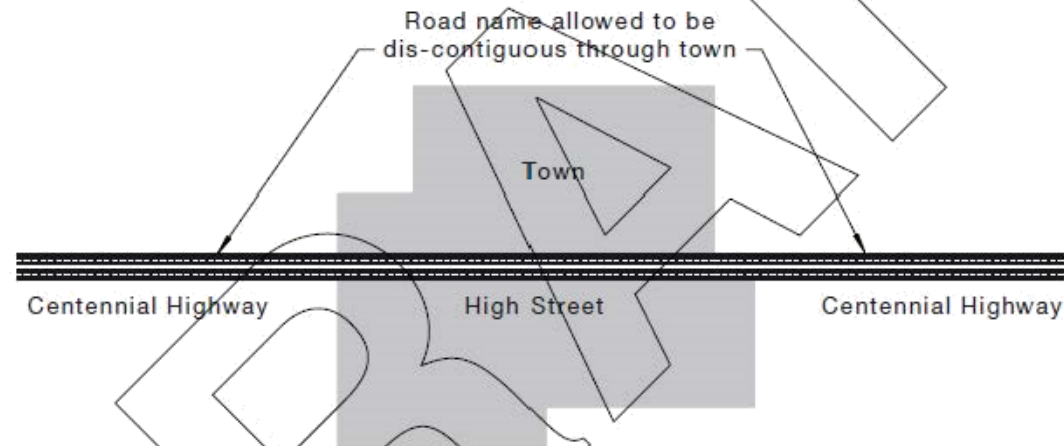 Road name allowed to be
dis-contiguous through town
Town
Centennial Highway High Street Centennial Highway